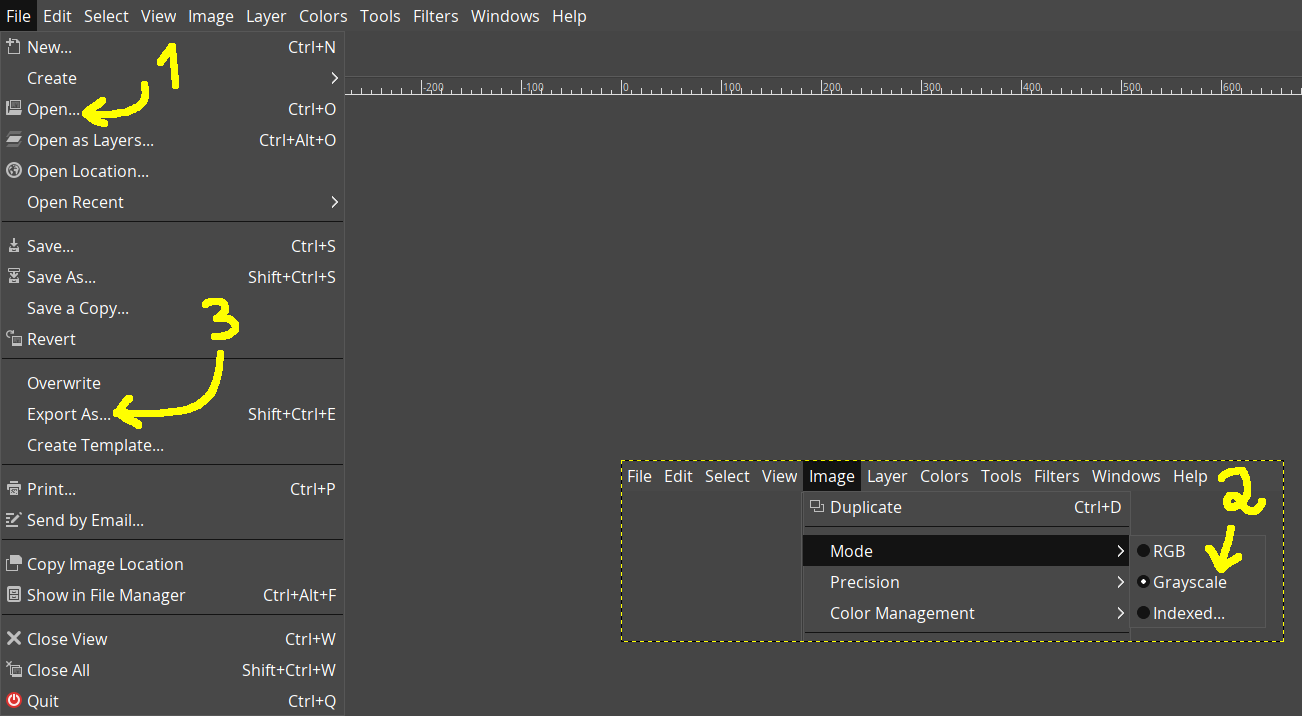 File Edit Select View Image Layer Colors Tools Filters Windows Help
New... Ctrl+N
1
Create
Open... Ctrl+O
Open as Layers... Ctrl+Alt+O
Open Location...
Open Recent
Save... Ctrl+S
Save As... Shift+Ctrl+S
Save a Copy...
3
Revert
Overwrite
Export As... Shift+Ctrl+E
Create Template...
Print... Ctrl+P
Send by Email...
Copy Image Location
Show in File Manager Ctrl+Alt+F
Close View Ctrl+W
Close All Shift+Ctrl+W
Quit Ctrl+Q
-200 -100 0 100 200 300 400 500 600
File Edit Select View Image Layer Colors Tools Filters Windows Help
2
Duplicate Ctrl+D
Mode
Precision
Color Management
RGB
Grayscale
Indexed...